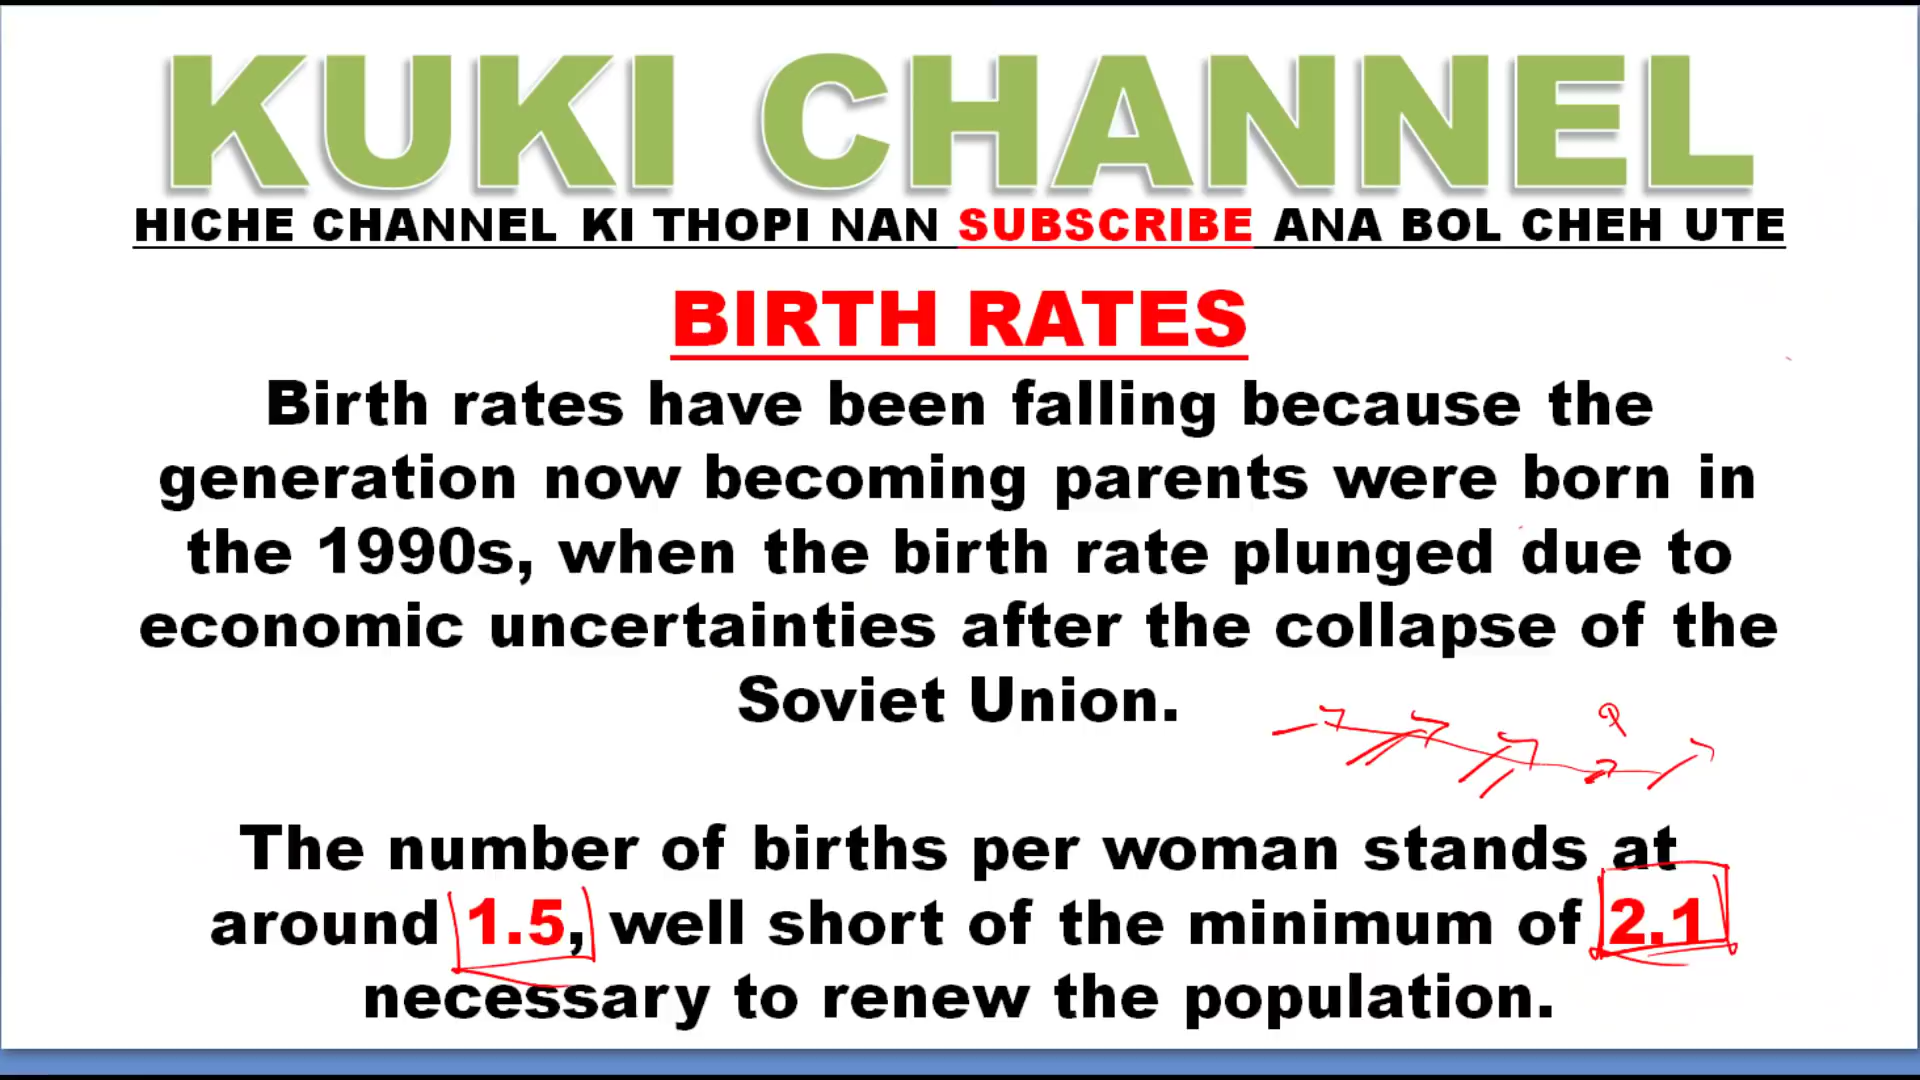 KUKI CHANNEL
HICHE CHANNEL KI THOPI NAN SUBSCRIBE ANA BOL CHEH UTE
BIRTH RATES
Birth rates have been falling because the
generation now becoming parents were born in
the 1990s, when the birth rate plunged due to
economic uncertainties after the collapse of the
Soviet Union.
The number of births per woman stands at
around 1.5, well short of the minimum of 2.1
necessary to renew the population.